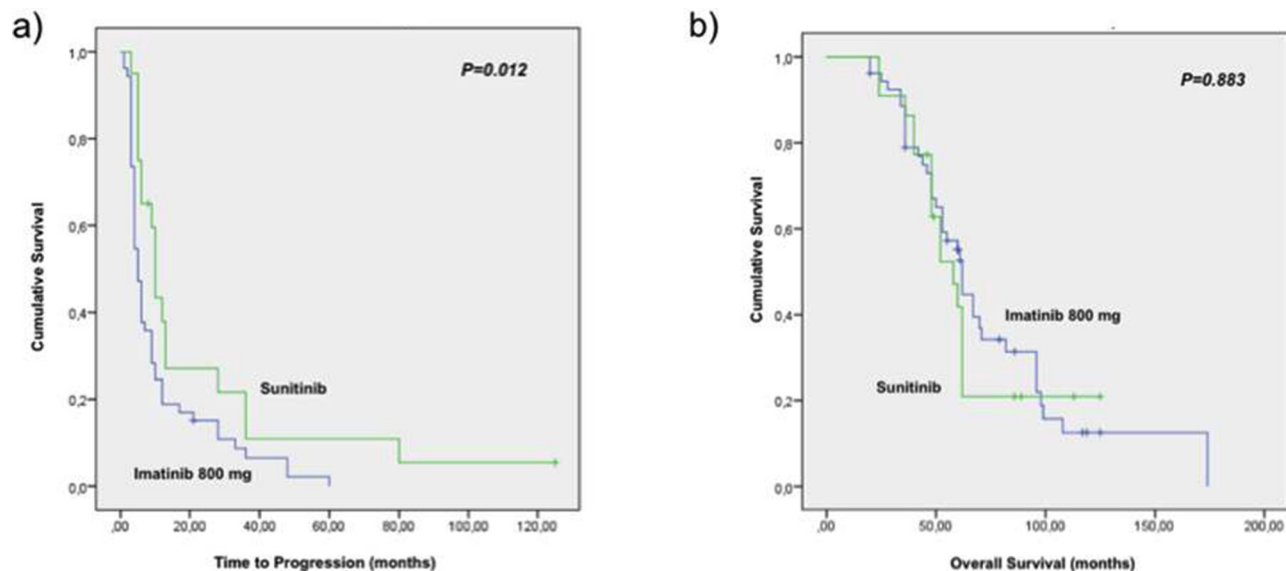 a)
P=0.012
Cumulative Survival
1,0
0,8
0,6
0,4
0,2
0,0
Sunitinib
Imatinib 800 mg
,00 20,00 40,00 60,00 80,00 100,00 120,00
Time to Progression (months)
b)
P=0.883
Cumulative Survival
1,0
0,8
0,6
0,4
0,2
0,0
Imatinib 800 mg
Sunitinib
,00 50,00 100,00 150,00 200,00
Overall Survival (months)